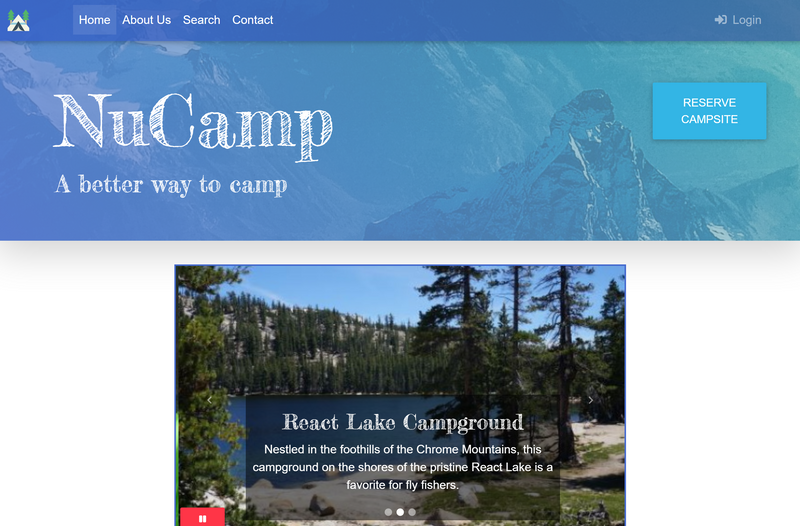 Home About Us Search Contact Login
NuCamp
A better way to camp
RESERVE
CAMPSITE
React Lake Campground
Nestled in the foothills of the Chrome Mountains, this
campground on the shores of the pristine React Lake is a
favorite for fly fishers.